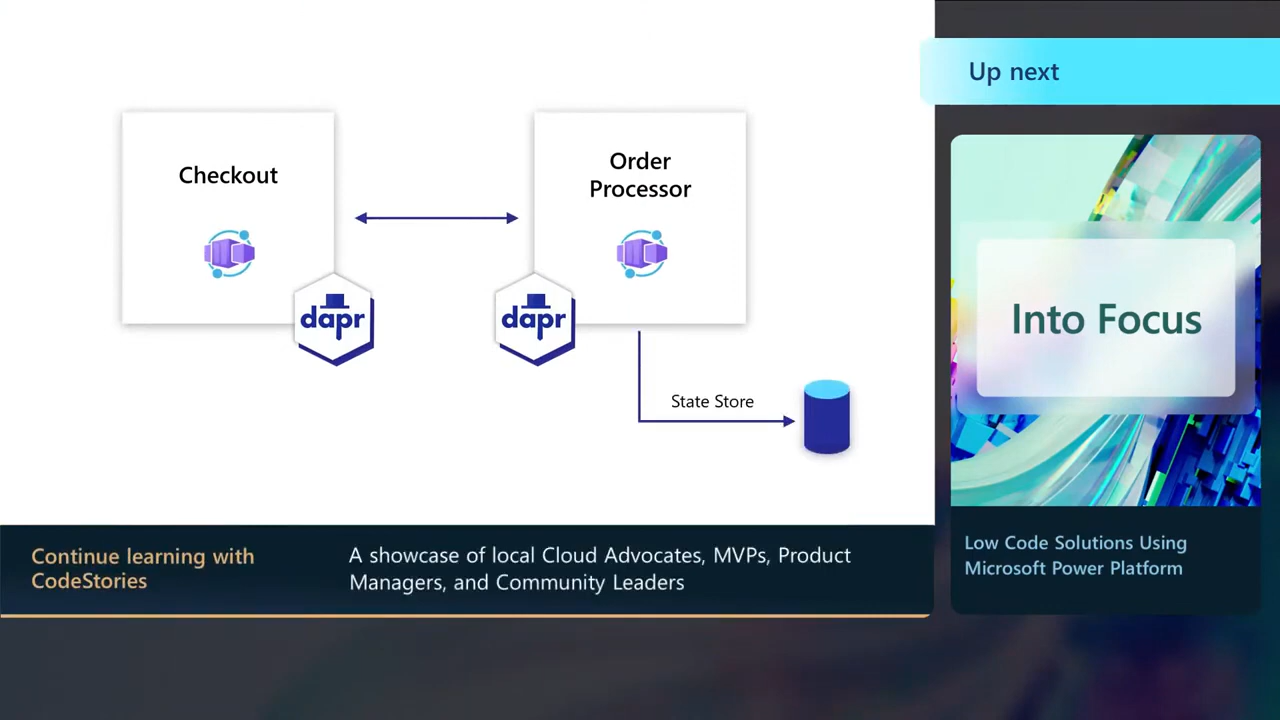 Checkout
Order
Processor
dapr
dapr
State Store
Up next
Into Focus
Low Code Solutions Using
Microsoft Power Platform
Continue learning with
CodeStories
A showcase of local Cloud Advocates, MVPs, Product
Managers, and Community Leaders